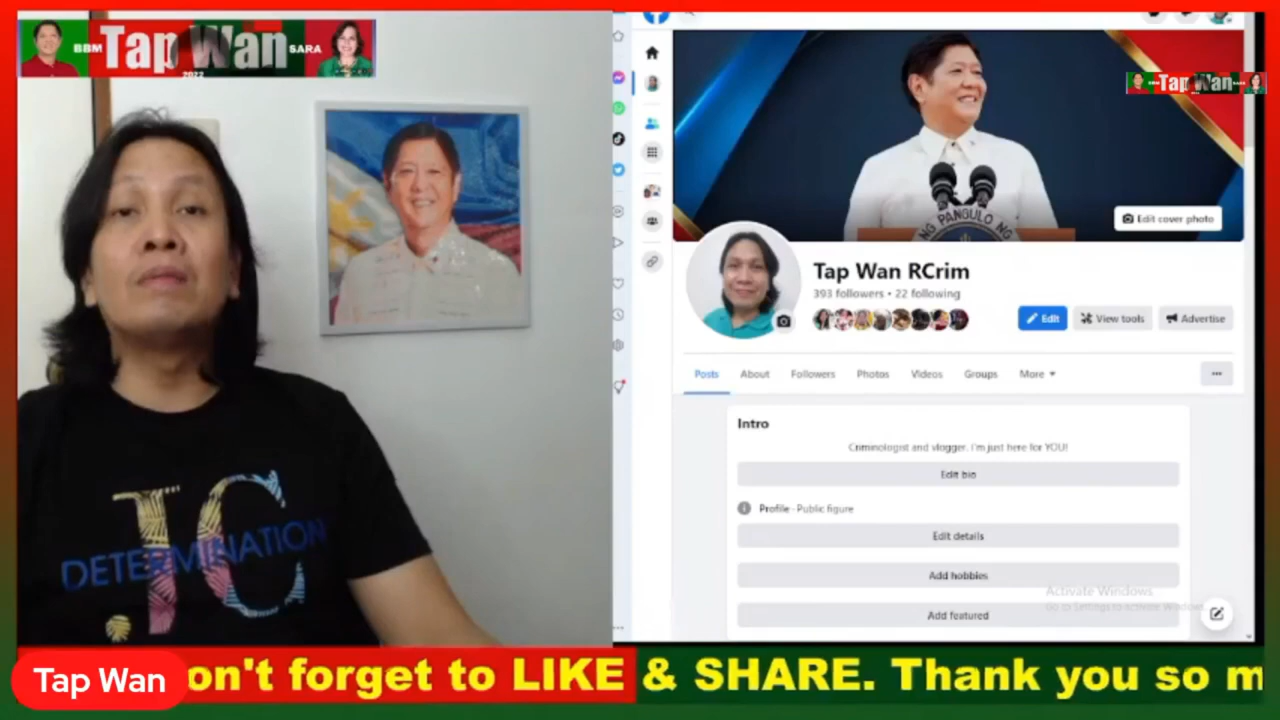 BBM Tap Wan SARA
2022
Tap Wan
Edit cover photo
NG PANGULO NG
Tap Wan RCrim
393 followers • 22 following
Edit
View tools
Advertise
Posts
About
Followers
Photos
Videos
Groups
More
Intro
Criminologist and vlogger. I'm just here for YOU!
Edit bio
Profile · Public figure
Edit details
Add hobbies
Add featured
Activate Windows
Go to Settings to activate Windows.
JC
DETERMINATION
Tap Wan
on't forget to LIKE & SHARE. Thank you so m